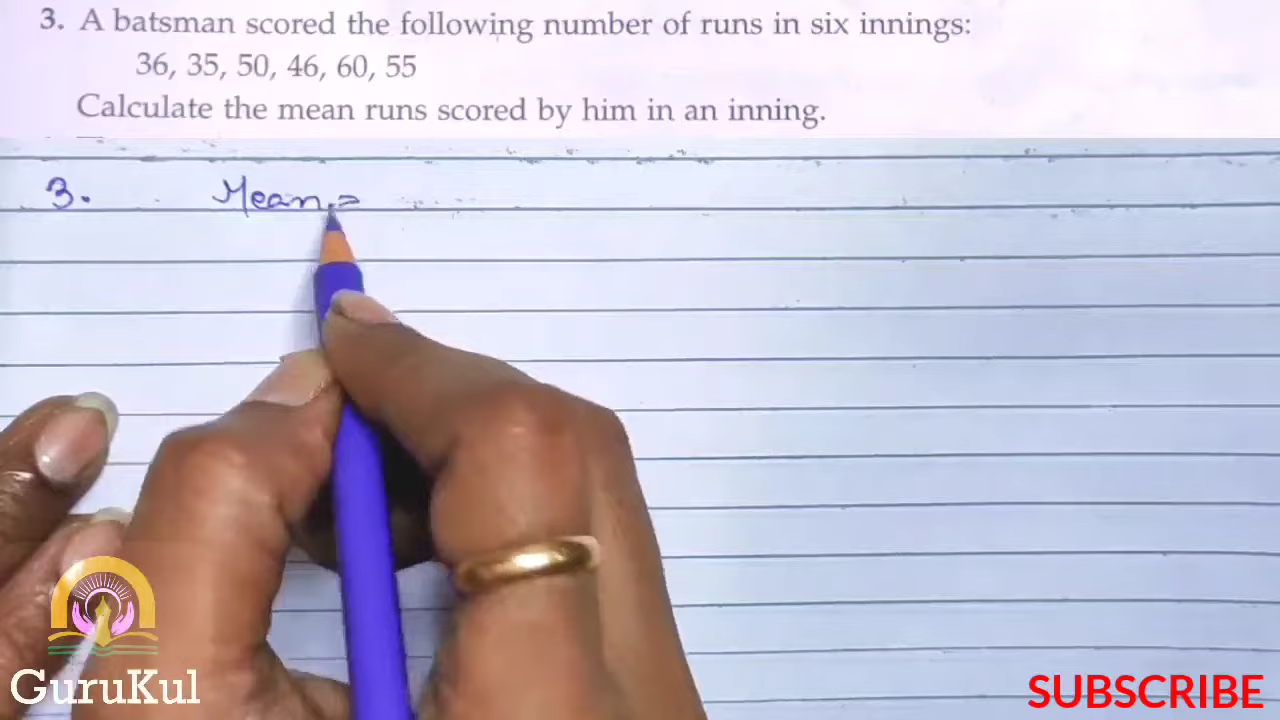 3. A batsman scored the following number of runs in six innings:
36, 35, 50, 46, 60, 55
Calculate the mean runs scored by him in an inning.
3. Mean =
GuruKul
SUBSCRIBE